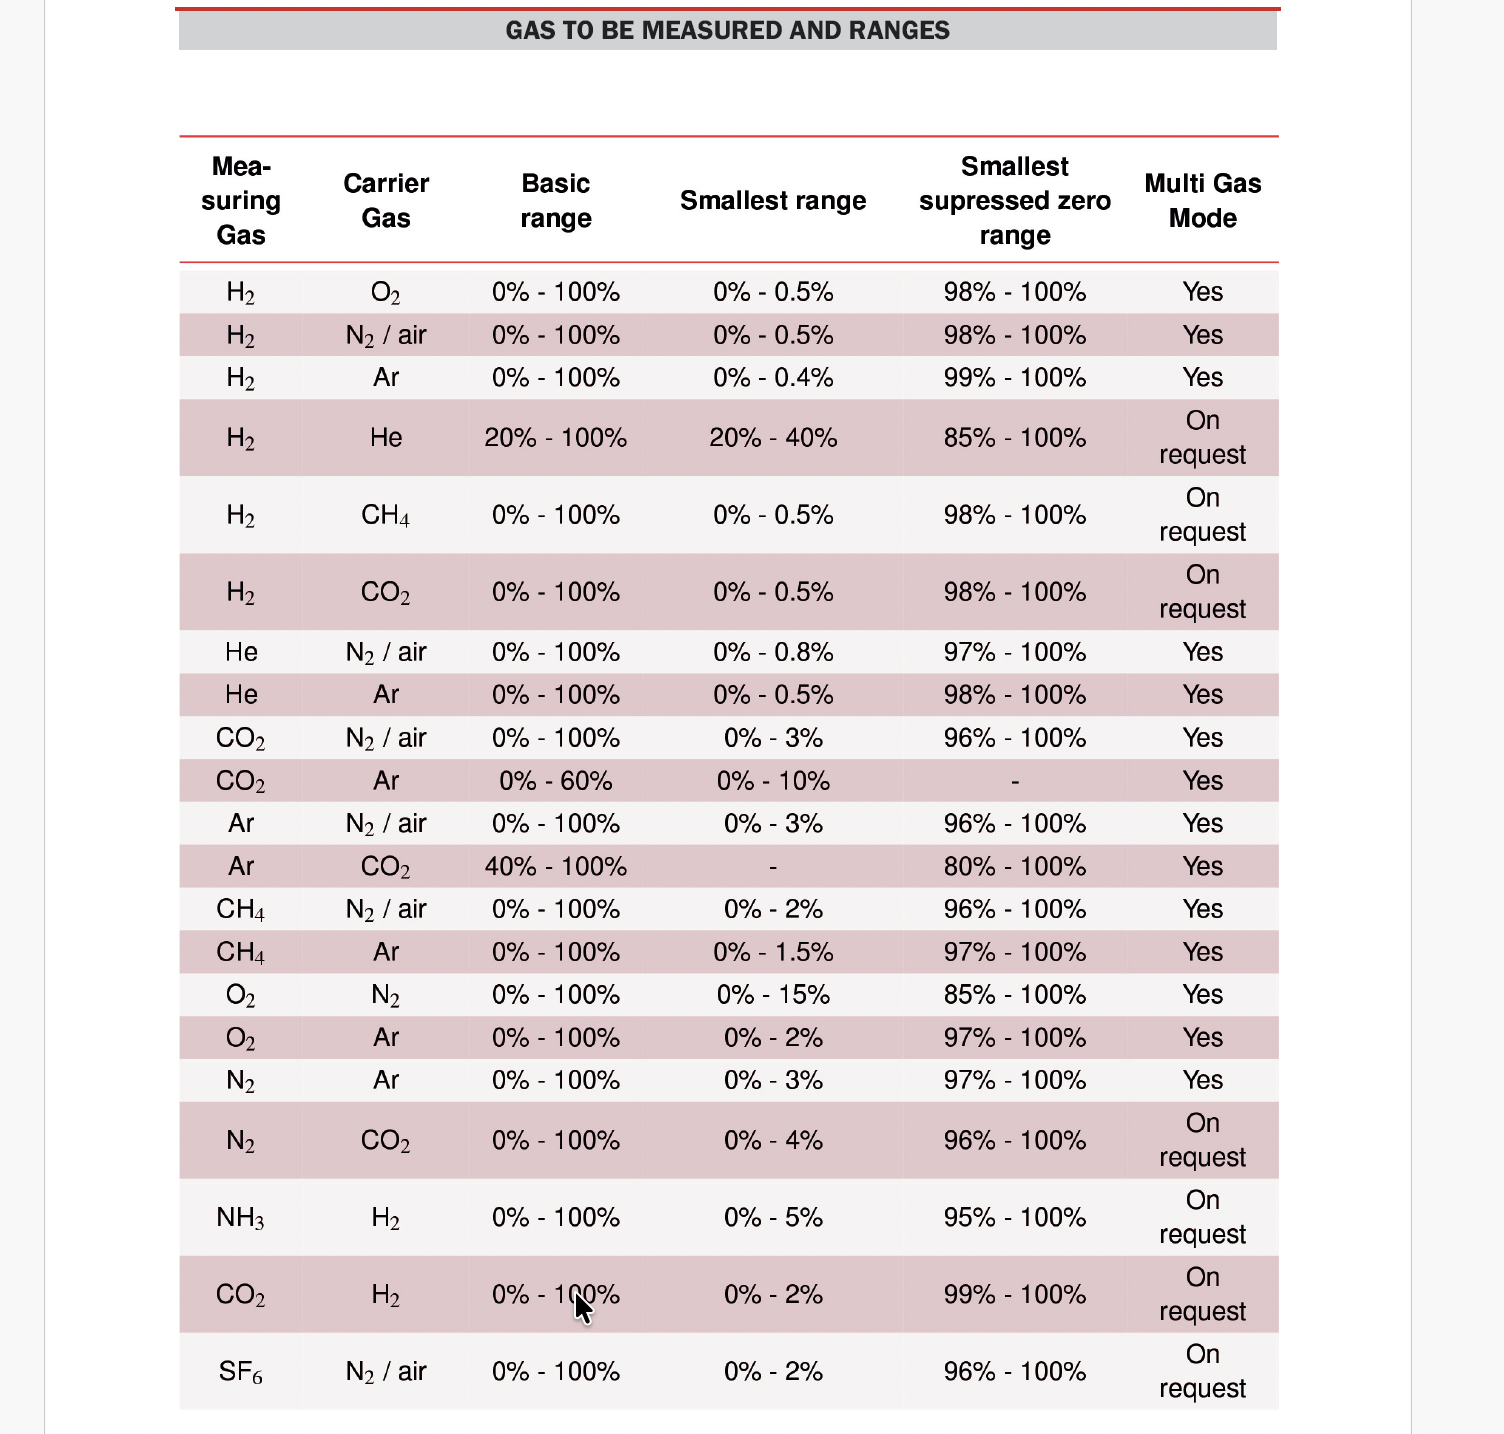 GAS TO BE MEASURED AND RANGES
Mea-
suring
Gas
Carrier
Gas
Basic
range
Smallest range
Smallest
supressed zero
range
Multi Gas
Mode
H₂ O₂ 0% - 100% 0% - 0.5% 98% - 100% Yes
H₂ N₂ / air 0% - 100% 0% - 0.5% 98% - 100% Yes
H₂ Ar 0% - 100% 0% - 0.4% 99% - 100% Yes
H₂ He 20% - 100% 20% - 40% 85% - 100% On
request
H₂ CH₄ 0% - 100% 0% - 0.5% 98% - 100% On
request
H₂ CO₂ 0% - 100% 0% - 0.5% 98% - 100% On
request
He N₂ / air 0% - 100% 0% - 0.8% 97% - 100% Yes
He Ar 0% - 100% 0% - 0.5% 98% - 100% Yes
CO₂ N₂ / air 0% - 100% 0% - 3% 96% - 100% Yes
CO₂ Ar 0% - 60% 0% - 10% - Yes
Ar N₂ / air 0% - 100% 0% - 3% 96% - 100% Yes
Ar CO₂ 40% - 100% - 80% - 100% Yes
CH₄ N₂ / air 0% - 100% 0% - 2% 96% - 100% Yes
CH₄ Ar 0% - 100% 0% - 1.5% 97% - 100% Yes
O₂ N₂ 0% - 100% 0% - 15% 85% - 100% Yes
O₂ Ar 0% - 100% 0% - 2% 97% - 100% Yes
N₂ Ar 0% - 100% 0% - 3% 97% - 100% Yes
N₂ CO₂ 0% - 100% 0% - 4% 96% - 100% On
request
NH₃ H₂ 0% - 100% 0% - 5% 95% - 100% On
request
CO₂ H₂ 0% - 100% 0% - 2% 99% - 100% On
request
SF₆ N₂ / air 0% - 100% 0% - 2% 96% - 100% On
request